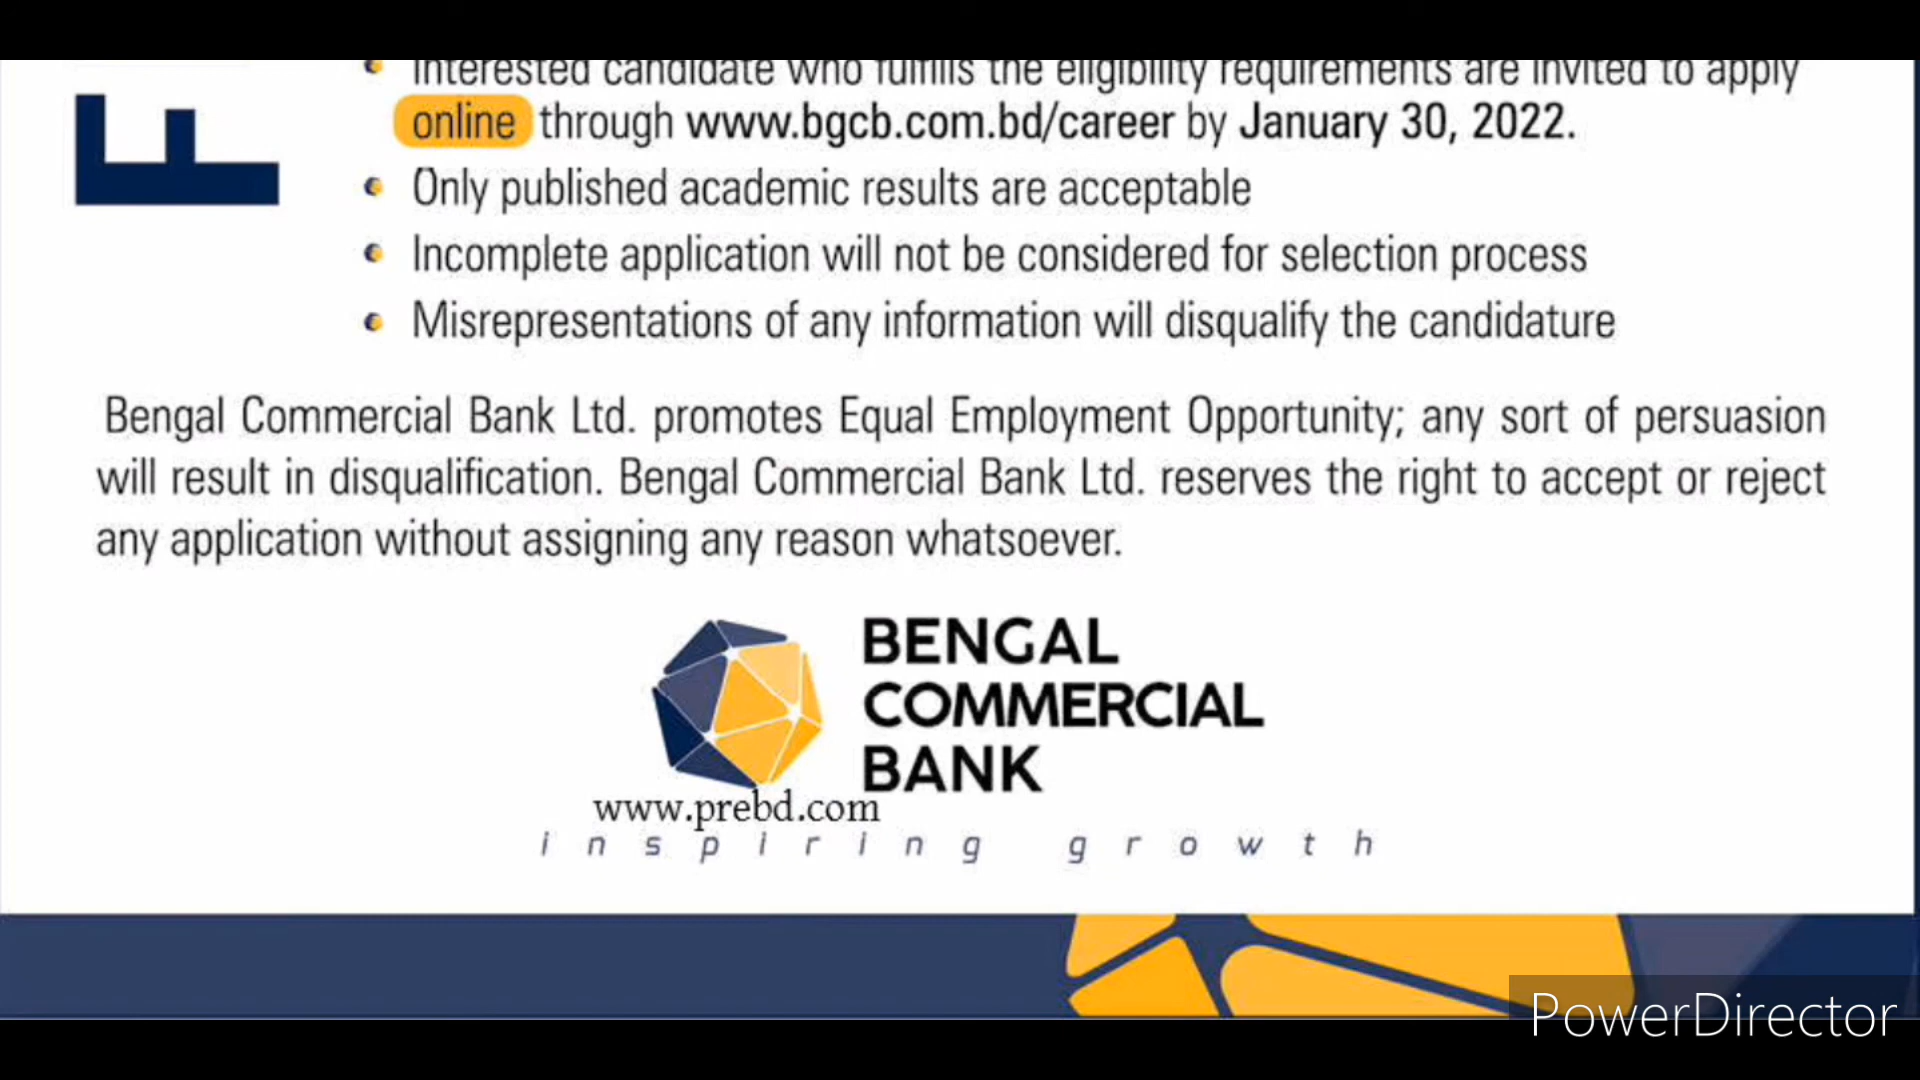 F
Interested candidate who fulfills the eligibility requirements are invited to apply
online through www.bgcb.com.bd/career by January 30, 2022.
Only published academic results are acceptable
Incomplete application will not be considered for selection process
Misrepresentations of any information will disqualify the candidature
Bengal Commercial Bank Ltd. promotes Equal Employment Opportunity; any sort of persuasion
will result in disqualification. Bengal Commercial Bank Ltd. reserves the right to accept or reject
any application without assigning any reason whatsoever.
BENGAL
COMMERCIAL
BANK
www.prebd.com
inspiring growth
PowerDirector